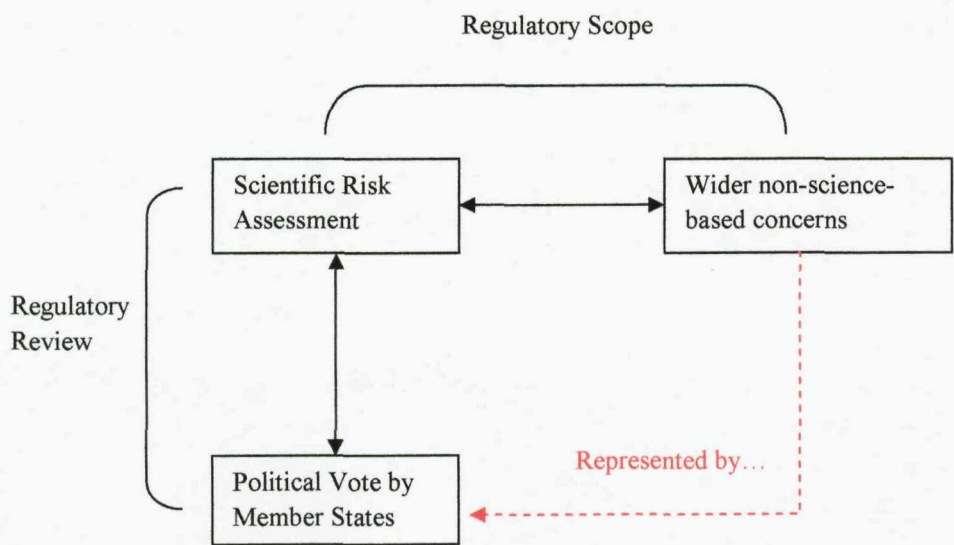 Regulatory Scope
Scientific Risk
Assessment
Wider non-science-
based concerns
Regulatory
Review
Represented by…
Political Vote by
Member States